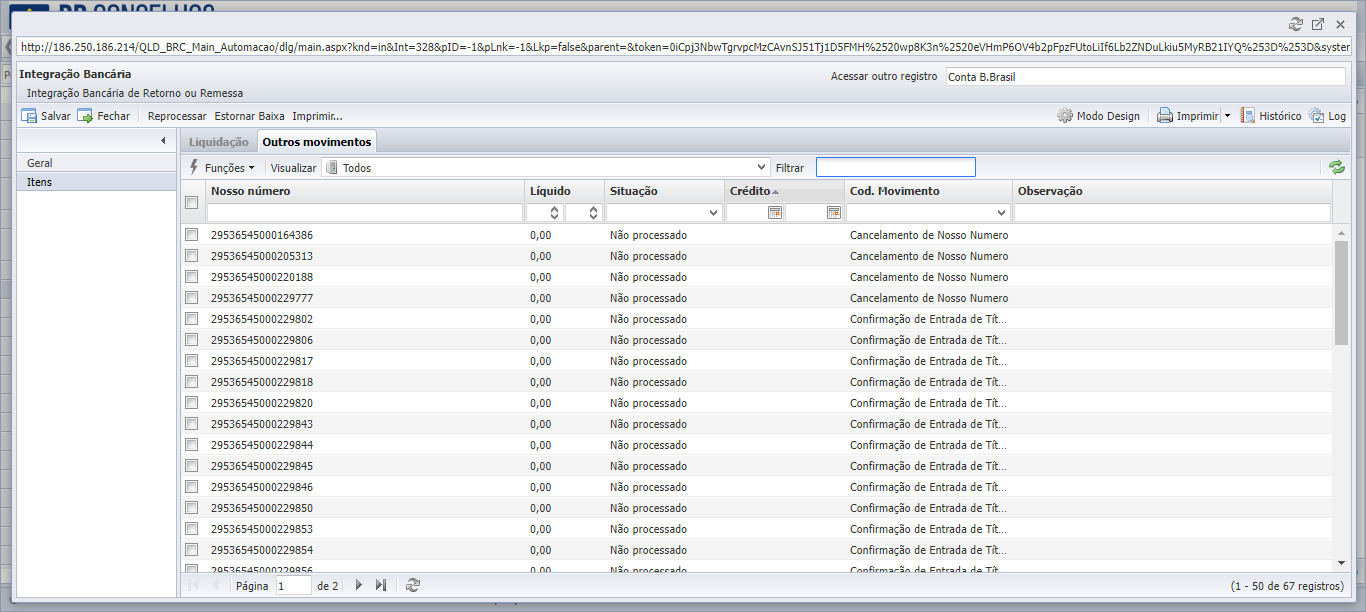 http://186.250.186.214/QLD_BRC_Main_Automacao/dlg/main.aspx?knd=in&Int=328&pID=-1&pLnk=-1&Lkp=false&parent=&token=0iCpj3NbwTgrvpcMzCAvnSJ51Tj1D5FMH%2520wp8K3n%2520eVHmP6OV4b2pFpzFUtoLiIf6Lb2ZNDuLkiu5MyRB21IYQ%253D%253D&system
Integração Bancária
Acessar outro registro Conta B.Brasil
Integração Bancária de Retorno ou Remessa
Salvar Fechar Reprocessar Estornar Baixa Imprimir... Modo Design Imprimir Histórico Log
Geral
Itens
Liquidação Outros movimentos
Funções Visualizar Todos Filtrar
Nosso número Líquido Situação Crédito Cod. Movimento Observação
29536545000164386 0,00 Não processado Cancelamento de Nosso Numero
29536545000205313 0,00 Não processado Cancelamento de Nosso Numero
29536545000220188 0,00 Não processado Cancelamento de Nosso Numero
29536545000229777 0,00 Não processado Cancelamento de Nosso Numero
29536545000229802 0,00 Não processado Confirmação de Entrada de Tít...
29536545000229806 0,00 Não processado Confirmação de Entrada de Tít...
29536545000229817 0,00 Não processado Confirmação de Entrada de Tít...
29536545000229818 0,00 Não processado Confirmação de Entrada de Tít...
29536545000229820 0,00 Não processado Confirmação de Entrada de Tít...
29536545000229843 0,00 Não processado Confirmação de Entrada de Tít...
29536545000229844 0,00 Não processado Confirmação de Entrada de Tít...
29536545000229845 0,00 Não processado Confirmação de Entrada de Tít...
29536545000229846 0,00 Não processado Confirmação de Entrada de Tít...
29536545000229850 0,00 Não processado Confirmação de Entrada de Tít...
29536545000229853 0,00 Não processado Confirmação de Entrada de Tít...
29536545000229854 0,00 Não processado Confirmação de Entrada de Tít...
29536545000229856 0,00 Não processado Confirmação de Entrada de Tít...
Página 1 de 2 (1 - 50 de 67 registros)